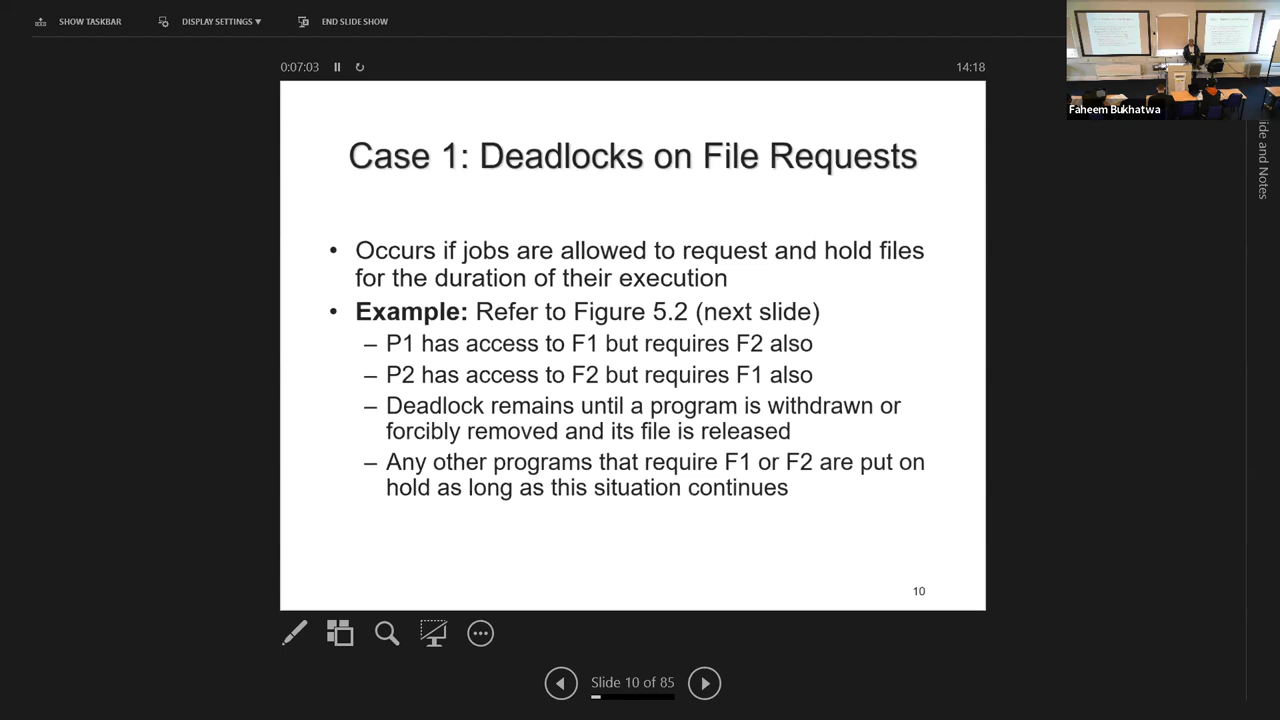 SHOW TASKBAR
DISPLAY SETTINGS ▼
END SLIDE SHOW
0:07:03
14:18
Faheem Bukhatwa
ide and Notes
Case 1: Deadlocks on File Requests
• Occurs if jobs are allowed to request and hold files
for the duration of their execution
• Example: Refer to Figure 5.2 (next slide)
– P1 has access to F1 but requires F2 also
– P2 has access to F2 but requires F1 also
– Deadlock remains until a program is withdrawn or
forcibly removed and its file is released
– Any other programs that require F1 or F2 are put on
hold as long as this situation continues
10
Slide 10 of 85